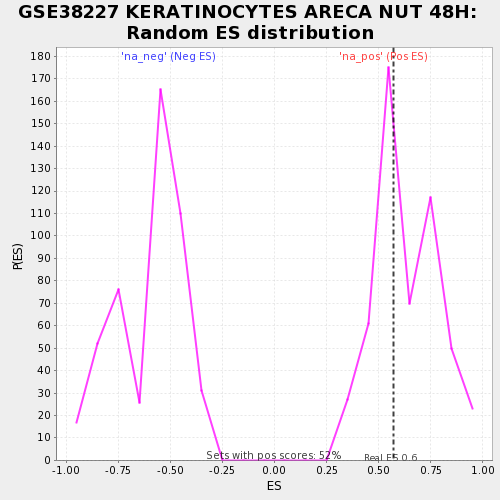 GSE38227 KERATINOCYTES ARECA NUT 48H:
Random ES distribution
'na_neg' (Neg ES)
'na_pos' (Pos ES)
180
170
160
150
140
130
120
110
100
90
80
70
60
50
40
30
20
10
0
P(ES)
Sets with pos scores: 52%
Real ES 0.6
-1.00 -0.75 -0.50 -0.25 0.00 0.25 0.50 0.75 1.00
ES